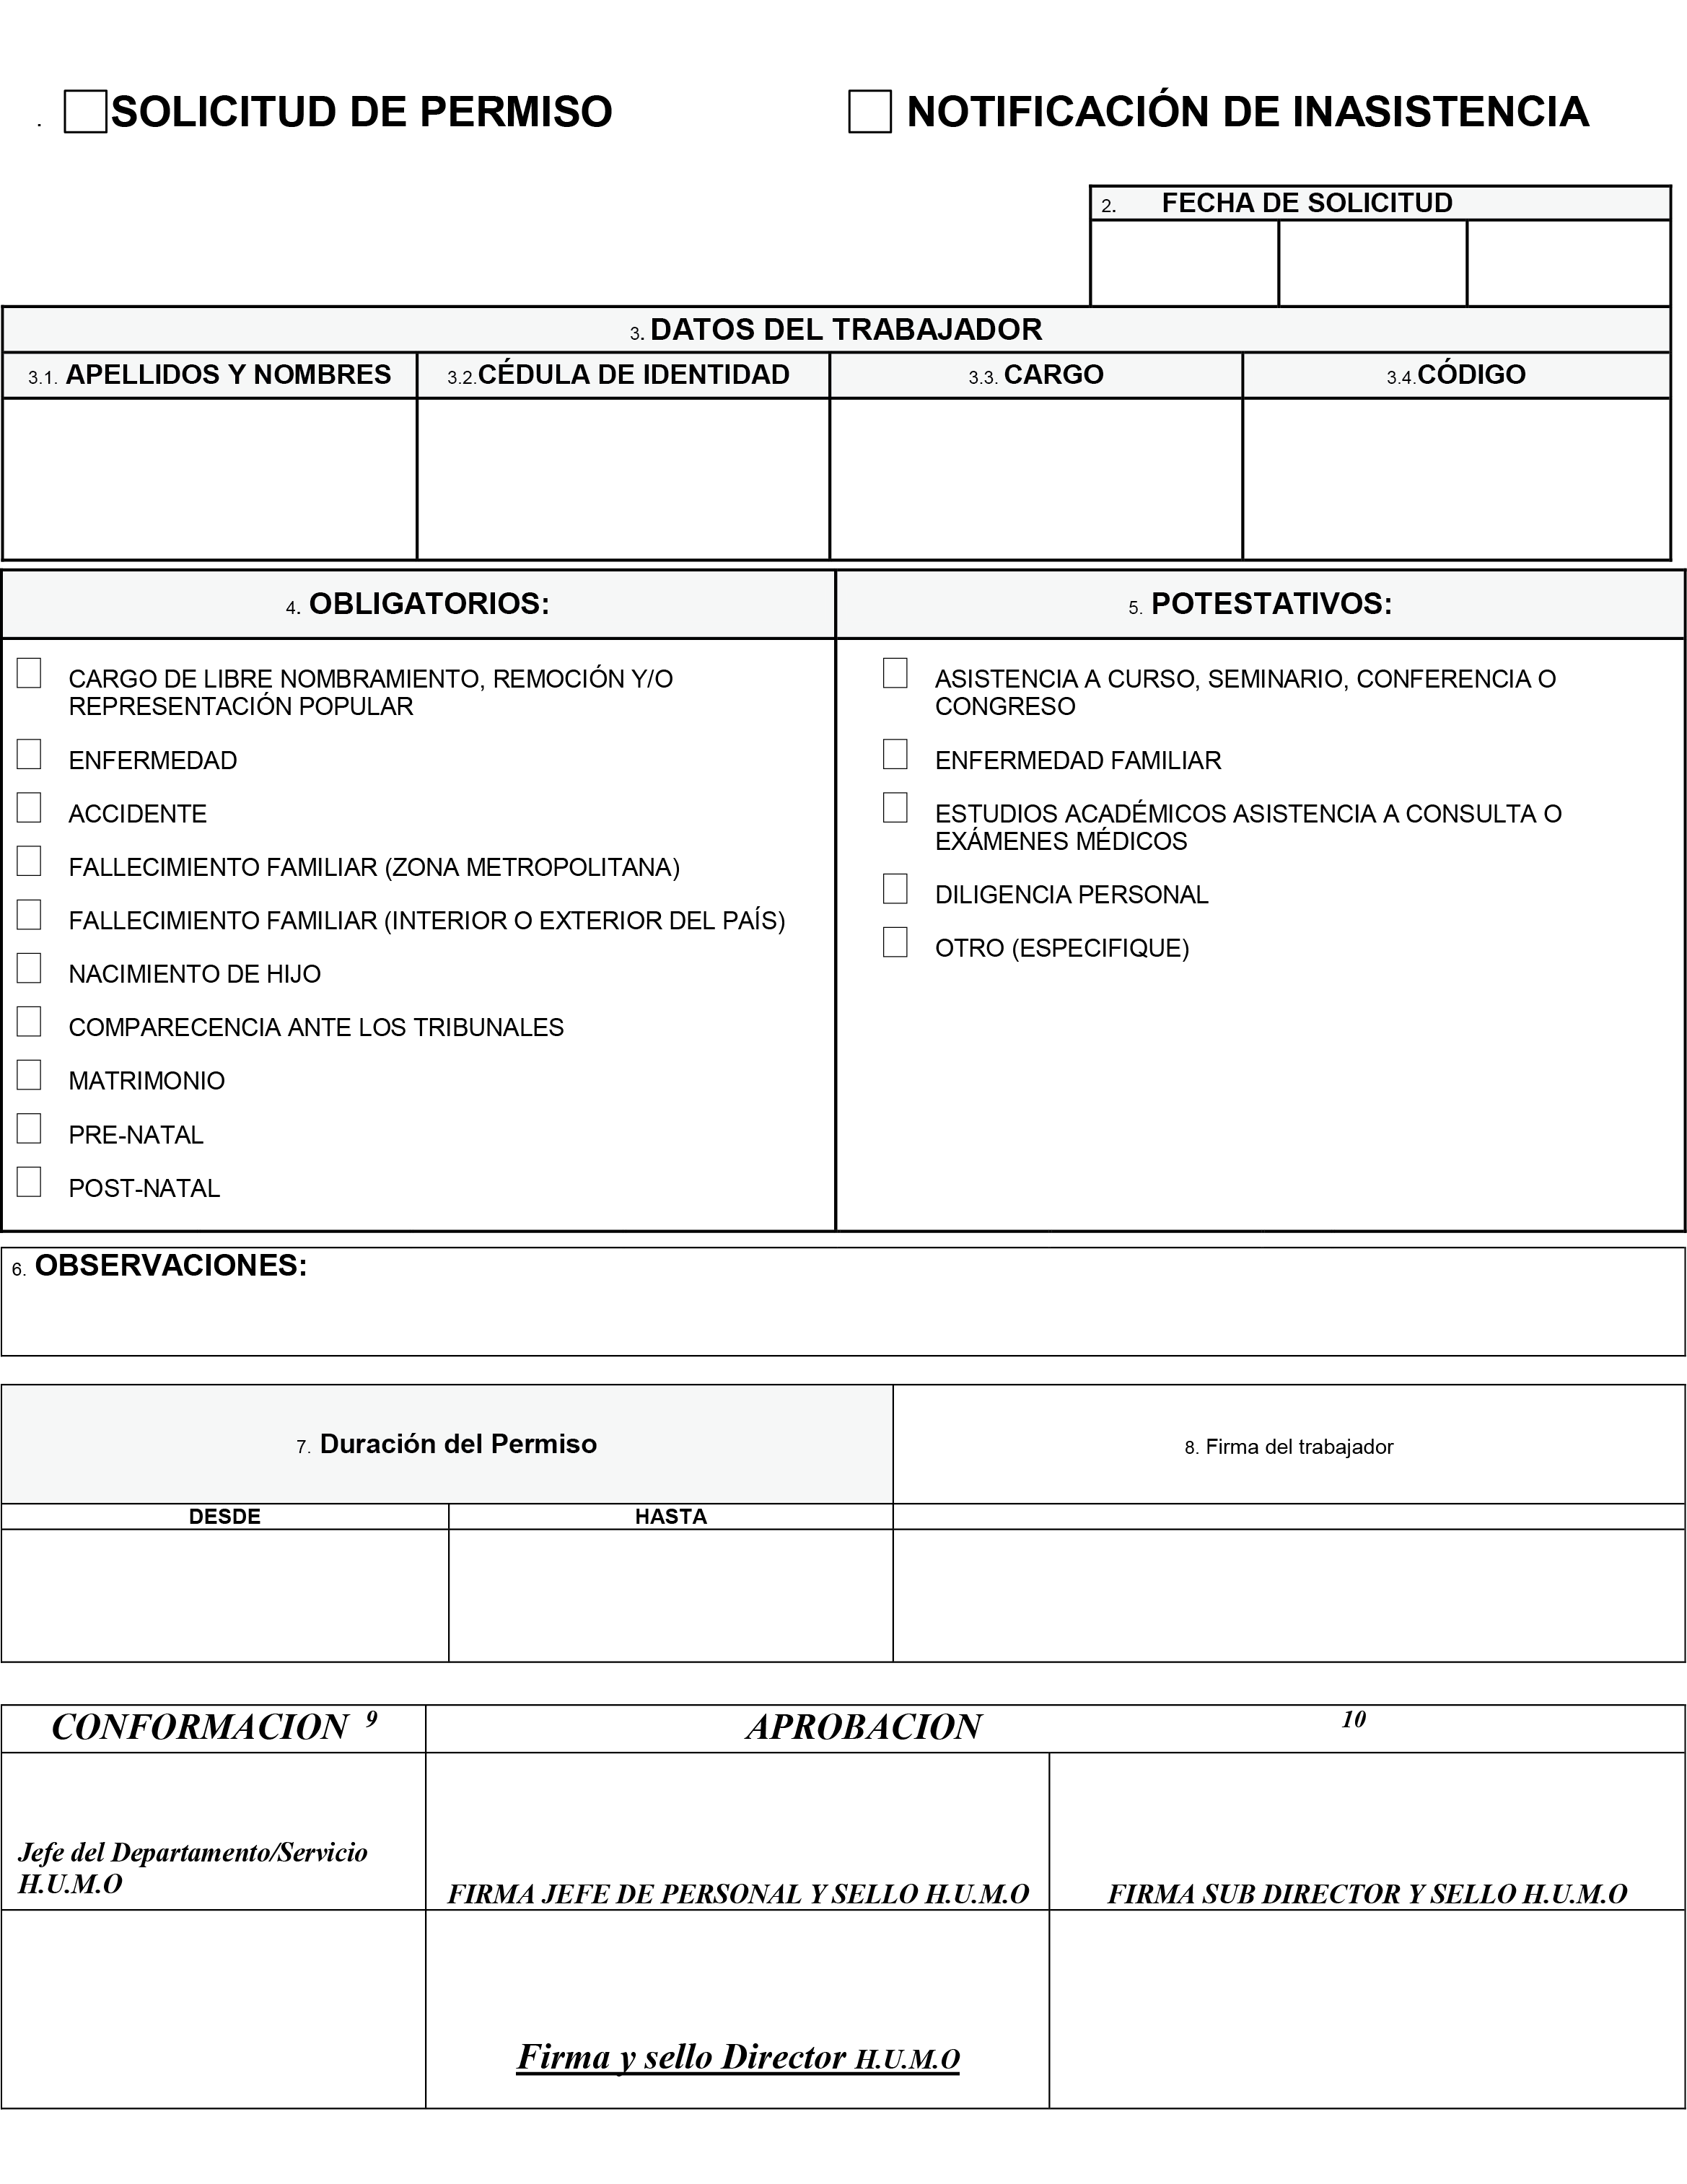 . SOLICITUD DE PERMISO NOTIFICACIÓN DE INASISTENCIA
2. FECHA DE SOLICITUD
3. DATOS DEL TRABAJADOR
3.1. APELLIDOS Y NOMBRES 3.2.CÉDULA DE IDENTIDAD 3.3. CARGO 3.4.CÓDIGO
4. OBLIGATORIOS: 5. POTESTATIVOS:
CARGO DE LIBRE NOMBRAMIENTO, REMOCIÓN Y/O
REPRESENTACIÓN POPULAR
ENFERMEDAD
ACCIDENTE
FALLECIMIENTO FAMILIAR (ZONA METROPOLITANA)
FALLECIMIENTO FAMILIAR (INTERIOR O EXTERIOR DEL PAÍS)
NACIMIENTO DE HIJO
COMPARECENCIA ANTE LOS TRIBUNALES
MATRIMONIO
PRE-NATAL
POST-NATAL
ASISTENCIA A CURSO, SEMINARIO, CONFERENCIA O
CONGRESO
ENFERMEDAD FAMILIAR
ESTUDIOS ACADÉMICOS ASISTENCIA A CONSULTA O
EXÁMENES MÉDICOS
DILIGENCIA PERSONAL
OTRO (ESPECIFIQUE)
6. OBSERVACIONES:
7. Duración del Permiso 8. Firma del trabajador
DESDE HASTA
CONFORMACION 9 APROBACION 10
Jefe del Departamento/Servicio
H.U.M.O
FIRMA JEFE DE PERSONAL Y SELLO H.U.M.O FIRMA SUB DIRECTOR Y SELLO H.U.M.O
Firma y sello Director H.U.M.O